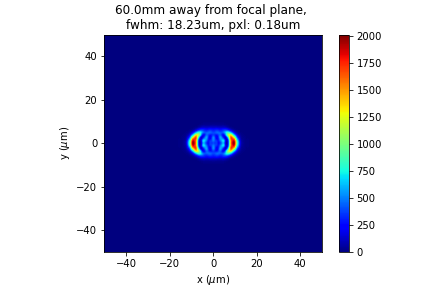 60.0mm away from focal plane,
fwhm: 18.23um, pxl: 0.18um
40
20
0
−20
−40
y (μm)
−40 −20 0 20 40
x (μm)
2000
1750
1500
1250
1000
750
500
250
0